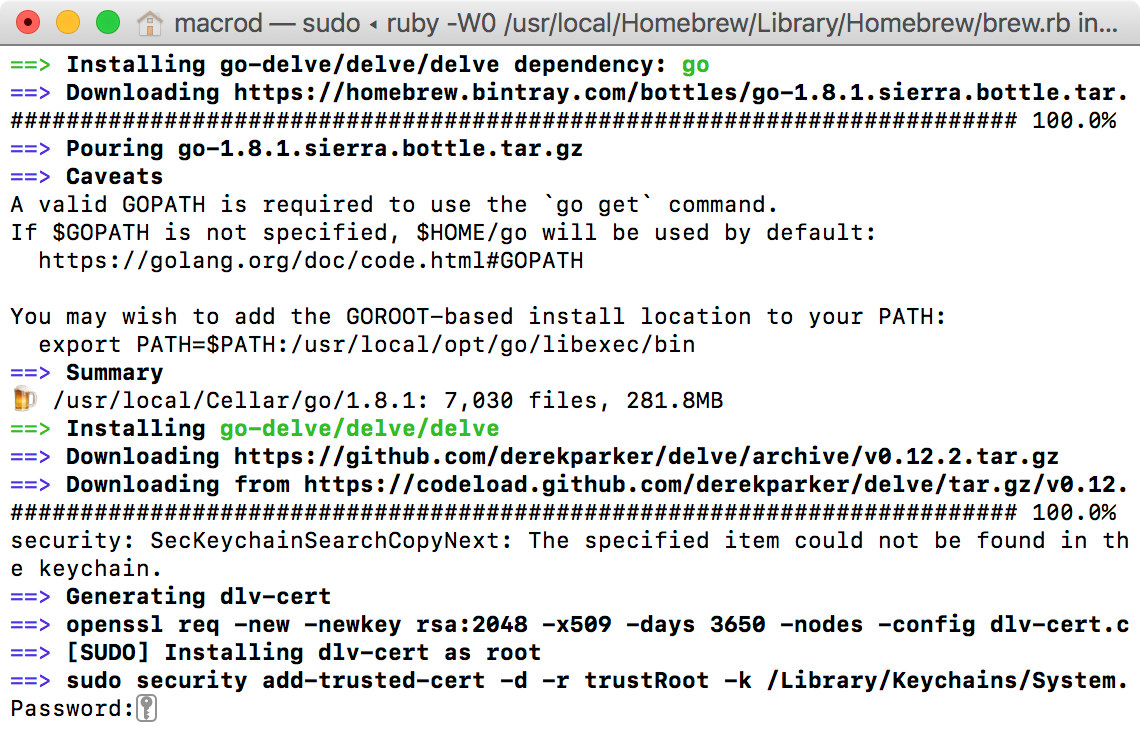 macrod — sudo ◂ ruby -W0 /usr/local/Homebrew/Library/Homebrew/brew.rb in...
==> Installing go-delve/delve/delve dependency: go
==> Downloading https://homebrew.bintray.com/bottles/go-1.8.1.sierra.bottle.tar.
######################################################################## 100.0%
==> Pouring go-1.8.1.sierra.bottle.tar.gz
==> Caveats
A valid GOPATH is required to use the `go get` command.
If $GOPATH is not specified, $HOME/go will be used by default:
  https://golang.org/doc/code.html#GOPATH

You may wish to add the GOROOT-based install location to your PATH:
  export PATH=$PATH:/usr/local/opt/go/libexec/bin
==> Summary
🍺 /usr/local/Cellar/go/1.8.1: 7,030 files, 281.8MB
==> Installing go-delve/delve/delve
==> Downloading https://github.com/derekparker/delve/archive/v0.12.2.tar.gz
==> Downloading from https://codeload.github.com/derekparker/delve/tar.gz/v0.12.
######################################################################## 100.0%
security: SecKeychainSearchCopyNext: The specified item could not be found in th
e keychain.
==> Generating dlv-cert
==> openssl req -new -newkey rsa:2048 -x509 -days 3650 -nodes -config dlv-cert.c
==> [SUDO] Installing dlv-cert as root
==> sudo security add-trusted-cert -d -r trustRoot -k /Library/Keychains/System.
Password: